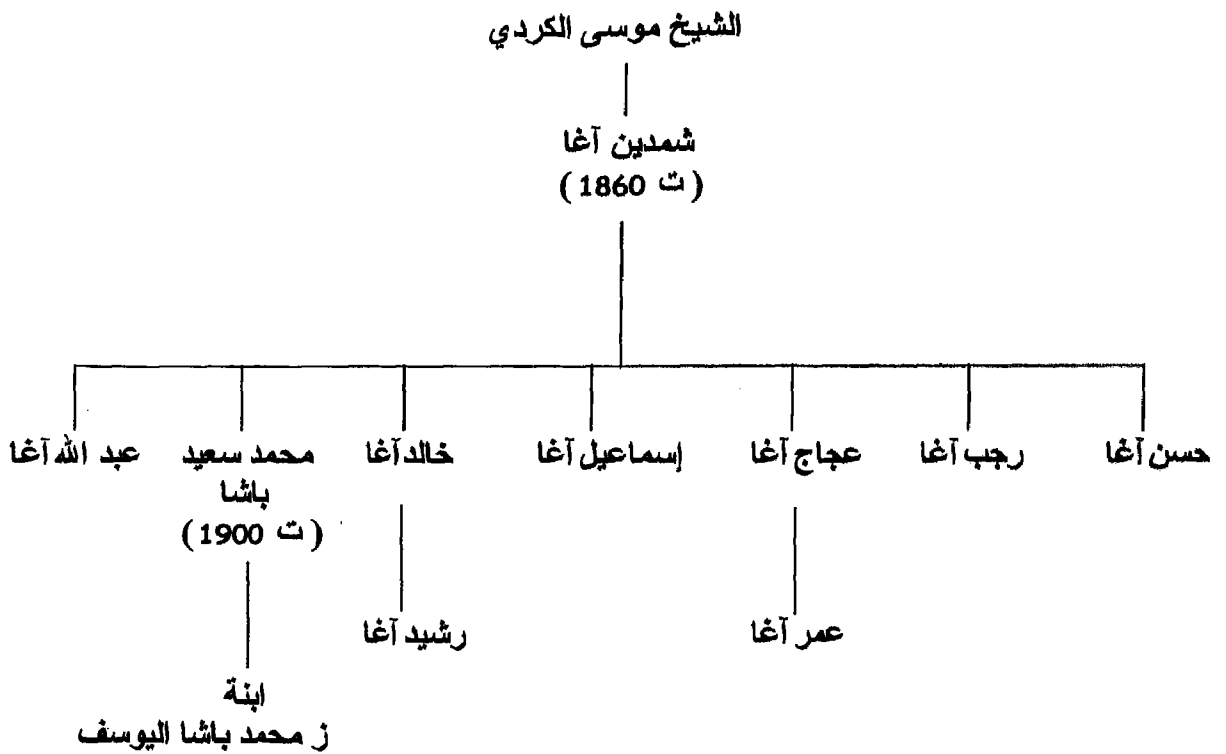 الشيخ موسى الكردي
شمدين آغا
(ت 1860)
حسن آغا
رجب آغا
عجاج آغا
إسماعيل آغا
خالد آغا
محمد سعيد
باشا
(ت 1900)
عبد الله آغا
عمر آغا
رشيد آغا
ابنة
ز محمد باشا اليوسف